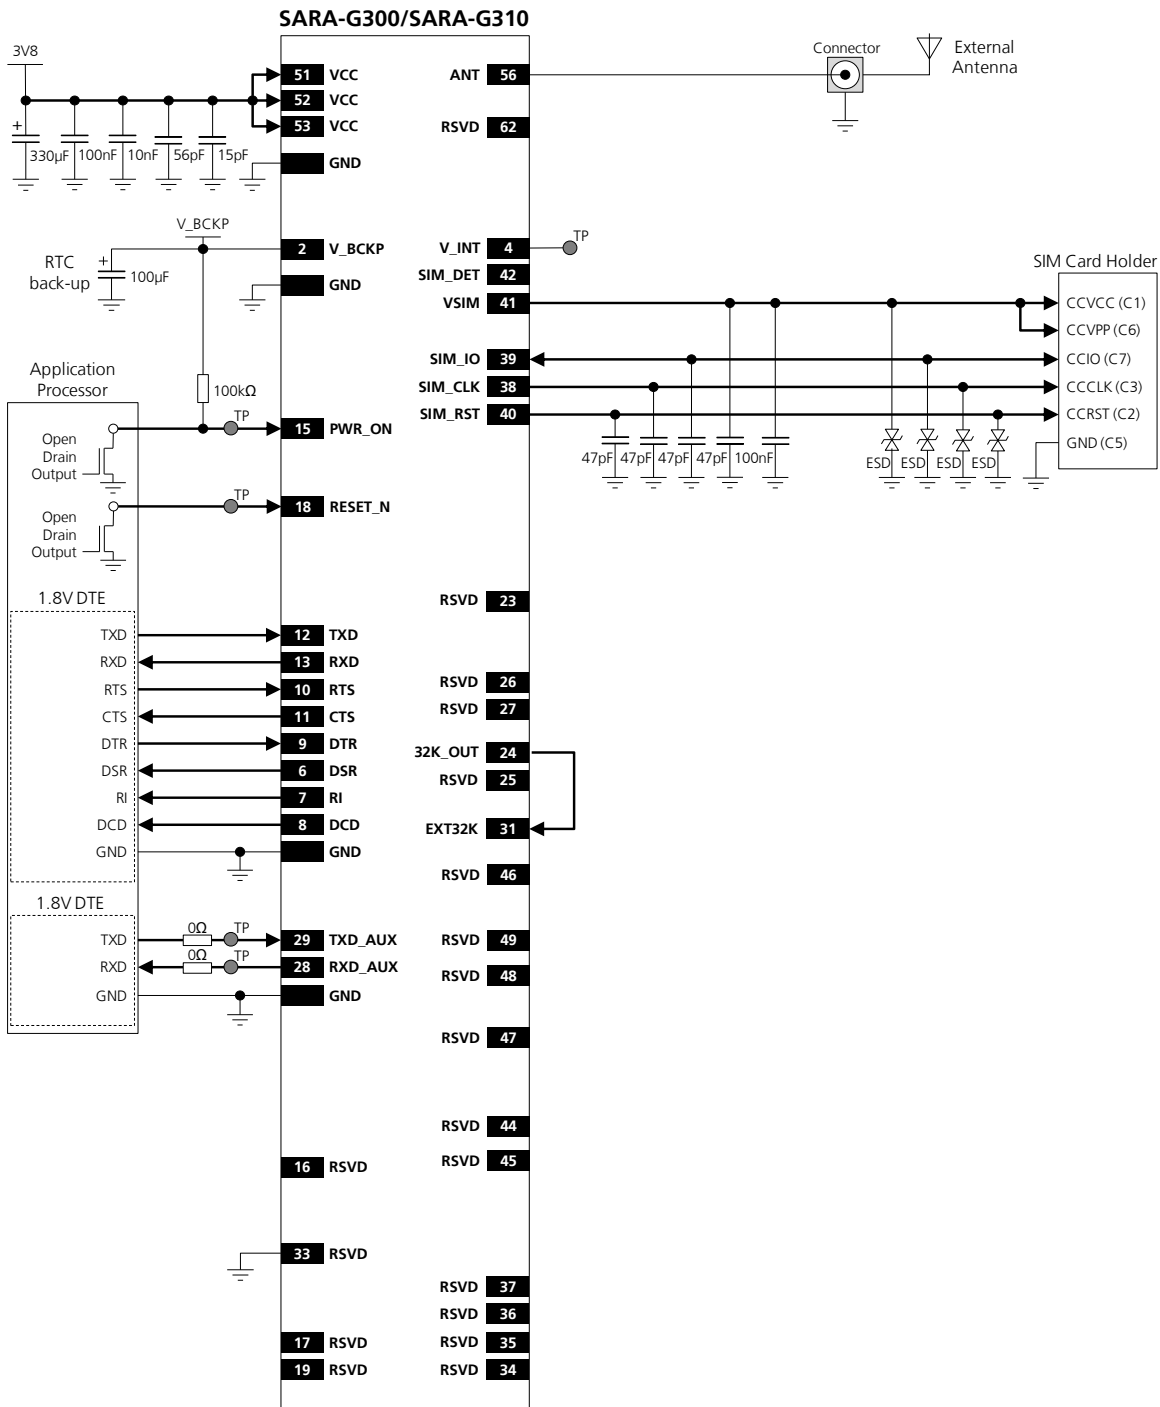 SARA-G300/SARA-G310
3V8
51 VCC
52 VCC
53 VCC
GND
+
330µF 100nF 10nF 56pF 15pF
ANT 56
Connector
External
Antenna
RSVD 62
V_BCKP
2 V_BCKP
GND
RTC
back-up
+
100µF
100kΩ
V_INT 4
TP
SIM_DET 42
VSIM 41
SIM_IO 39
SIM_CLK 38
SIM_RST 40
SIM Card Holder
CCVCC (C1)
CCVPP (C6)
CCIO (C7)
CCCLK (C3)
CCRST (C2)
GND (C5)
47pF 47pF 47pF 47pF 100nF
ESD ESD ESD ESD
Application
Processor
Open
Drain
Output
TP
15 PWR_ON
Open
Drain
Output
TP
18 RESET_N
1.8V DTE
TXD 12 TXD
RXD 13 RXD
RTS 10 RTS
CTS 11 CTS
DTR 9 DTR
DSR 6 DSR
RI 7 RI
DCD 8 DCD
GND GND
1.8V DTE
TXD 0Ω TP 29 TXD_AUX
RXD 0Ω TP 28 RXD_AUX
GND GND
RSVD 23
RSVD 26
RSVD 27
32K_OUT 24
RSVD 25
EXT32K 31
RSVD 46
RSVD 49
RSVD 48
RSVD 47
RSVD 44
RSVD 45
16 RSVD
33 RSVD
RSVD 37
RSVD 36
17 RSVD
RSVD 35
19 RSVD
RSVD 34